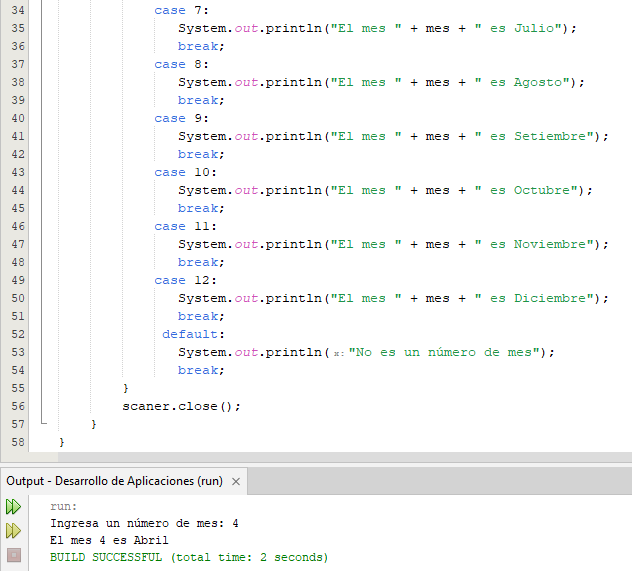 34 case 7:
35 System.out.println("El mes " + mes + " es Julio");
36 break;
37 case 8:
38 System.out.println("El mes " + mes + " es Agosto");
39 break;
40 case 9:
41 System.out.println("El mes " + mes + " es Setiembre");
42 break;
43 case 10:
44 System.out.println("El mes " + mes + " es Octubre");
45 break;
46 case 11:
47 System.out.println("El mes " + mes + " es Noviembre");
48 break;
49 case 12:
50 System.out.println("El mes " + mes + " es Diciembre");
51 break;
52 default:
53 System.out.println( x: "No es un número de mes");
54 break;
55 }
56 scaner.close();
57 }
58 }
Output - Desarrollo de Aplicaciones (run) ×
run:
Ingresa un número de mes: 4
El mes 4 es Abril
BUILD SUCCESSFUL (total time: 2 seconds)